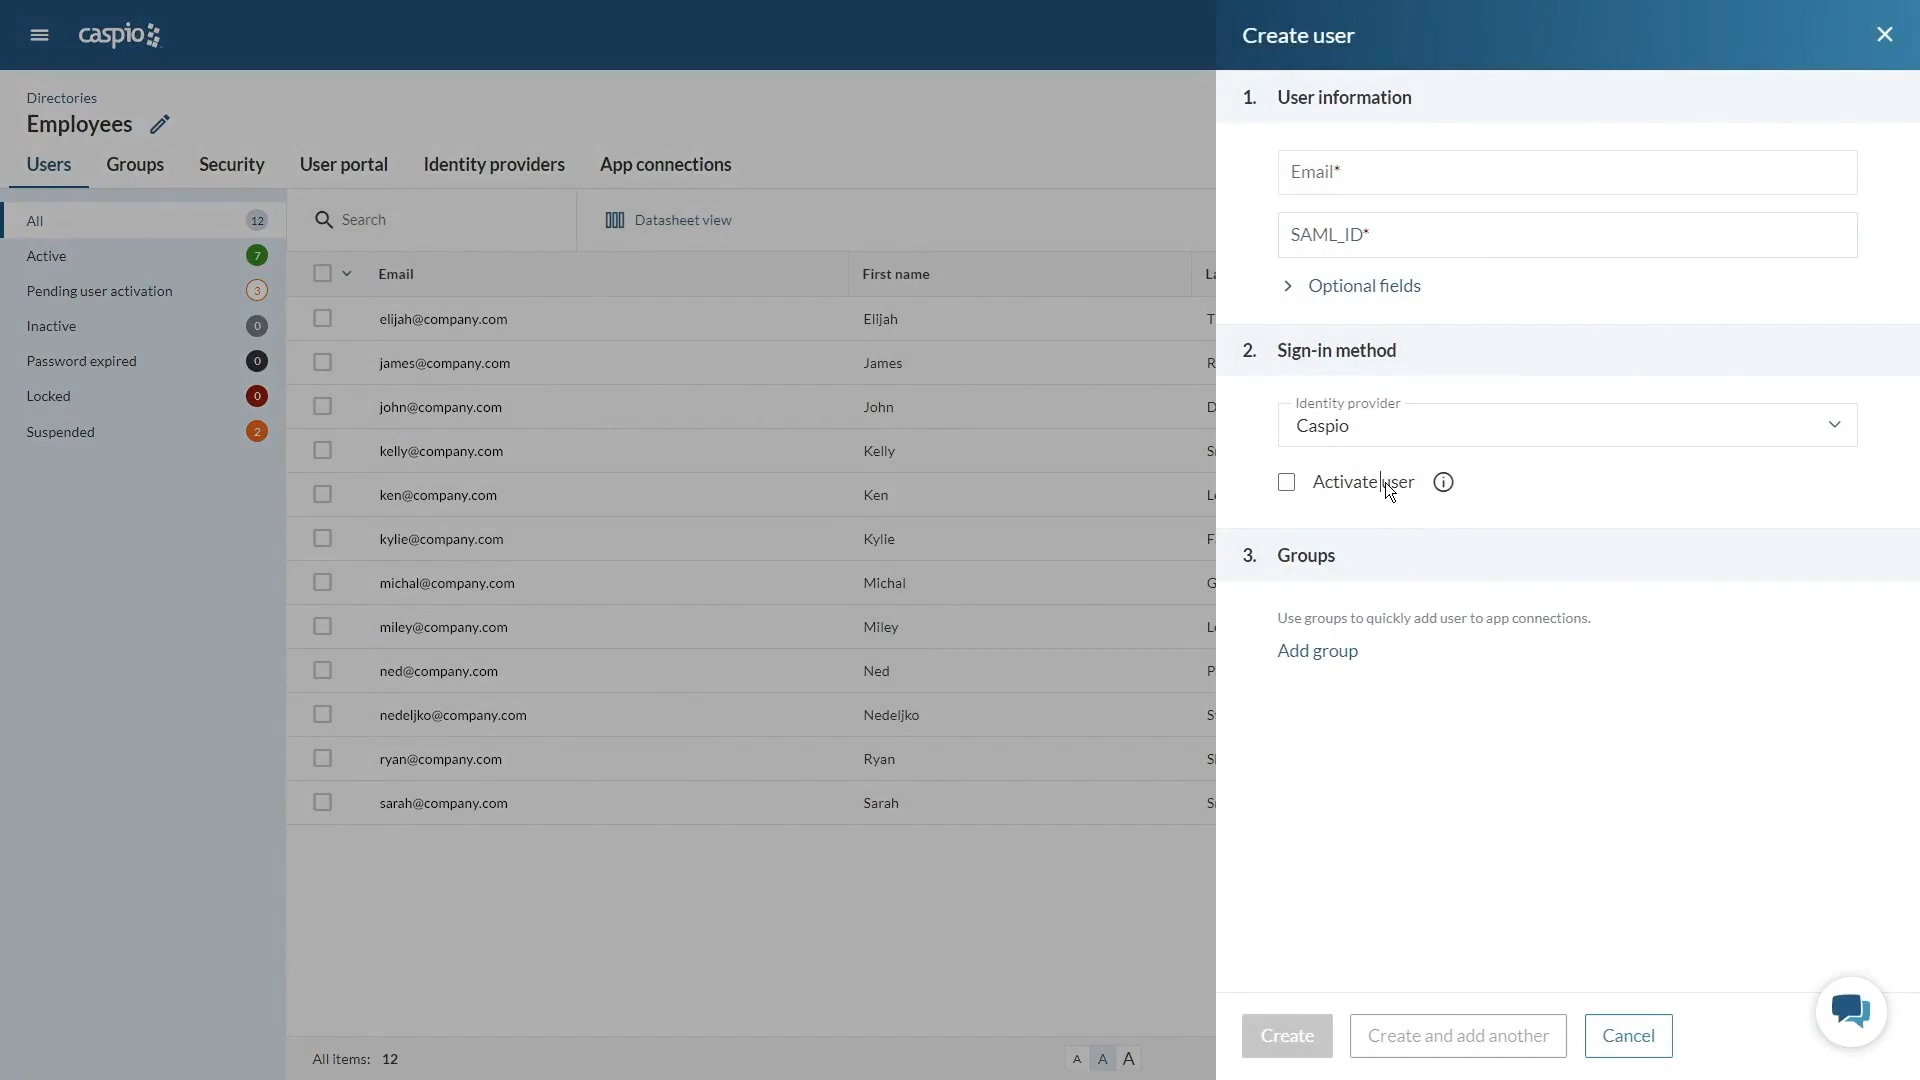 caspio
Create user
Directories
Employees
Users Groups Security User portal Identity providers App connections
All 12
Active 7
Pending user activation 3
Inactive 0
Password expired 0
Locked 0
Suspended 2
Search
Datasheet view
Email First name
elijah@company.com Elijah T
james@company.com James R
john@company.com John D
kelly@company.com Kelly
ken@company.com Ken
kylie@company.com Kylie F
michal@company.com Michal G
miley@company.com Miley
ned@company.com Ned P
nedeljko@company.com Nedeljko
ryan@company.com Ryan
sarah@company.com Sarah
All items: 12
A A A
1. User information
Email*
SAML_ID*
Optional fields
2. Sign-in method
Identity provider
Caspio
Activate user
3. Groups
Use groups to quickly add user to app connections.
Add group
Create Create and add another Cancel